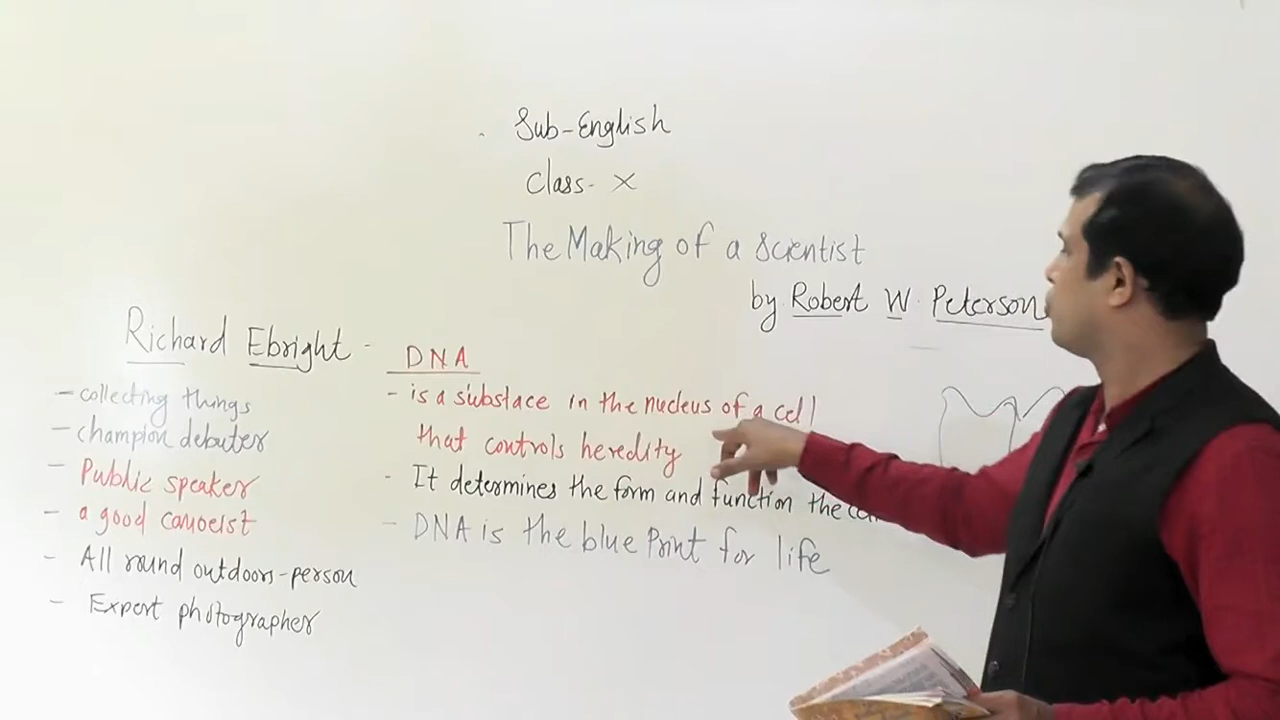 Sub-English
Class- X
The Making of a Scientist
by Robert W. Peterson
Richard Ebright -
- collecting things
- champion debater
- Public speaker
- a good canoeist
- All round outdoors-person
- Expert photographer
DNA
- is a substace in the nucleus of a cell
that controls heredity
- It determines the form and function the
- DNA is the blue Print for life